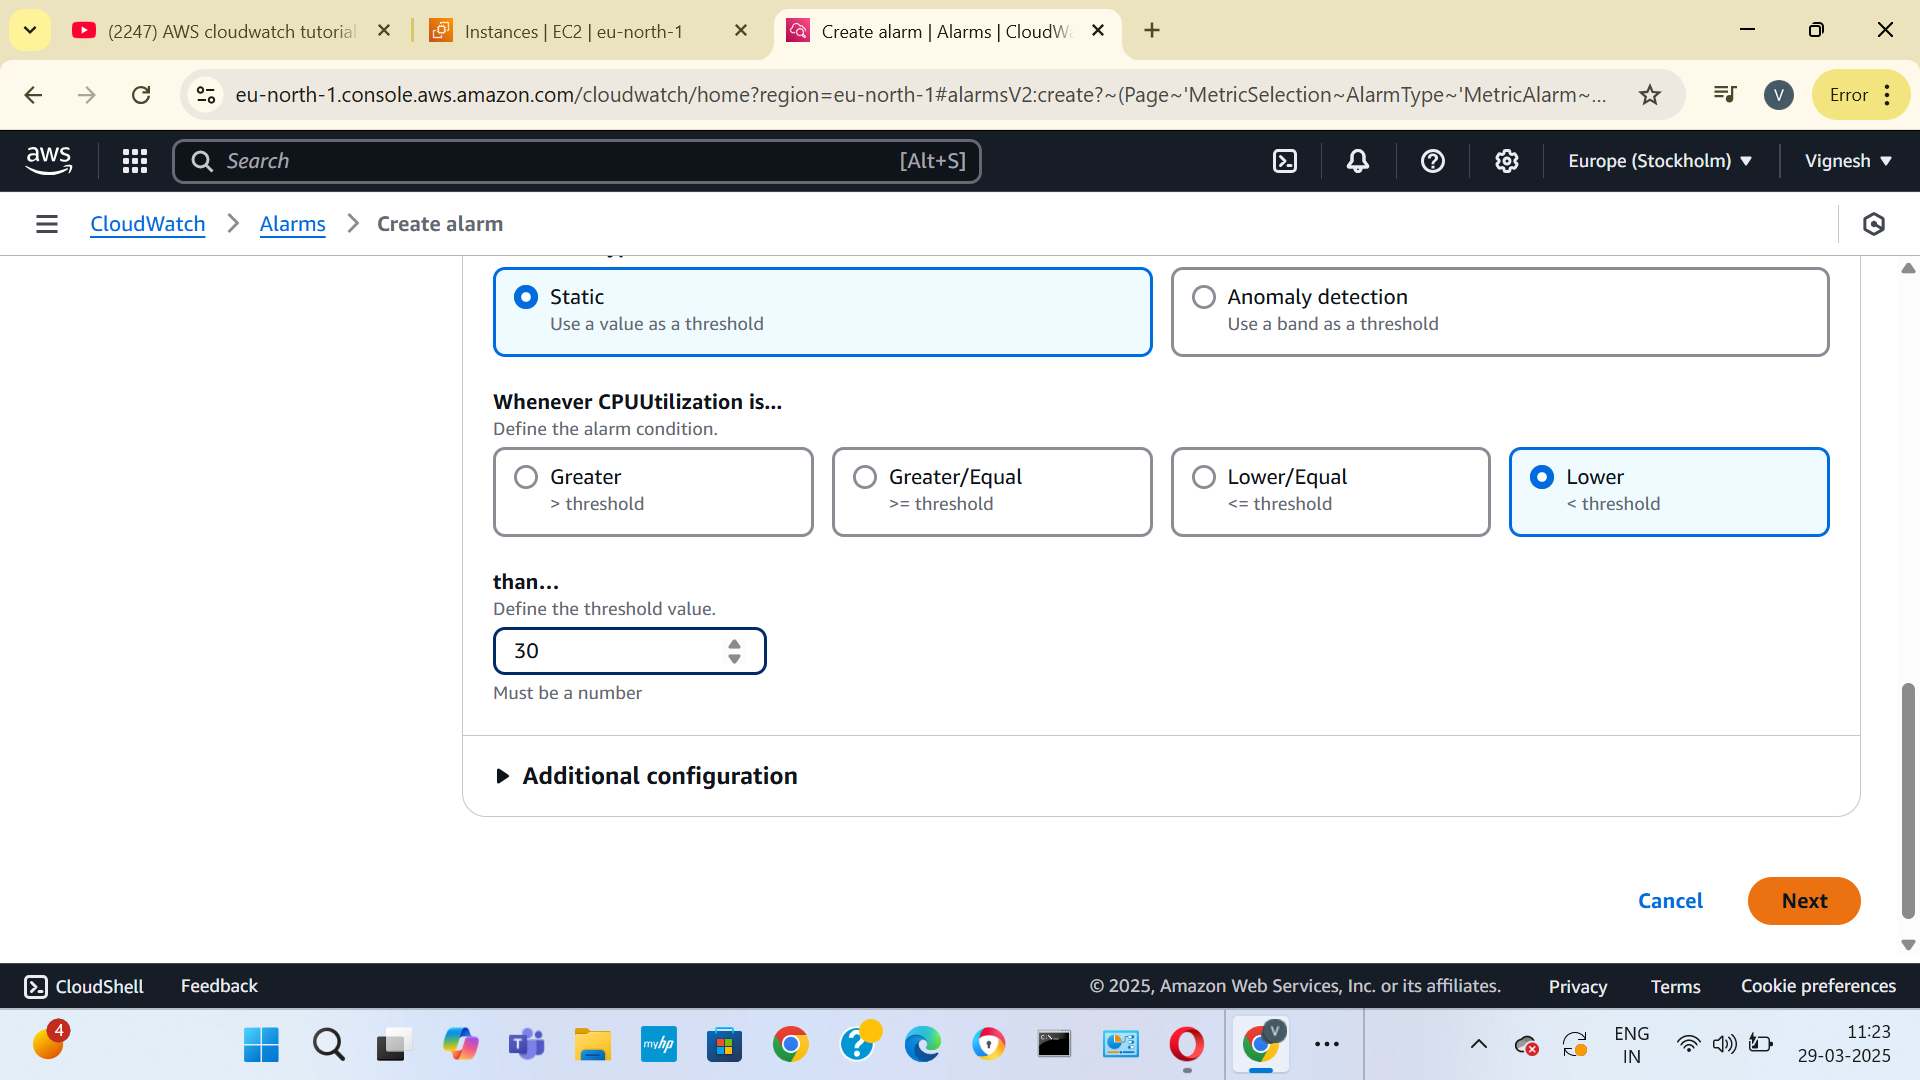 (2247) AWS cloudwatch tutorial
Instances | EC2 | eu-north-1
Create alarm | Alarms | CloudWa
eu-north-1.console.aws.amazon.com/cloudwatch/home?region=eu-north-1#alarmsV2:create?~(Page~'MetricSelection~AlarmType~'MetricAlarm~...
V
Error
aws
Search
[Alt+S]
Europe (Stockholm)
Vignesh
CloudWatch
Alarms
Create alarm
Static
Use a value as a threshold
Anomaly detection
Use a band as a threshold
Whenever CPUUtilization is...
Define the alarm condition.
Greater
> threshold
Greater/Equal
>= threshold
Lower/Equal
<= threshold
Lower
< threshold
than...
Define the threshold value.
30
Must be a number
Additional configuration
Cancel
Next
CloudShell
Feedback
© 2025, Amazon Web Services, Inc. or its affiliates.
Privacy
Terms
Cookie preferences
4
myhp
V
ENG
IN
11:23
29-03-2025